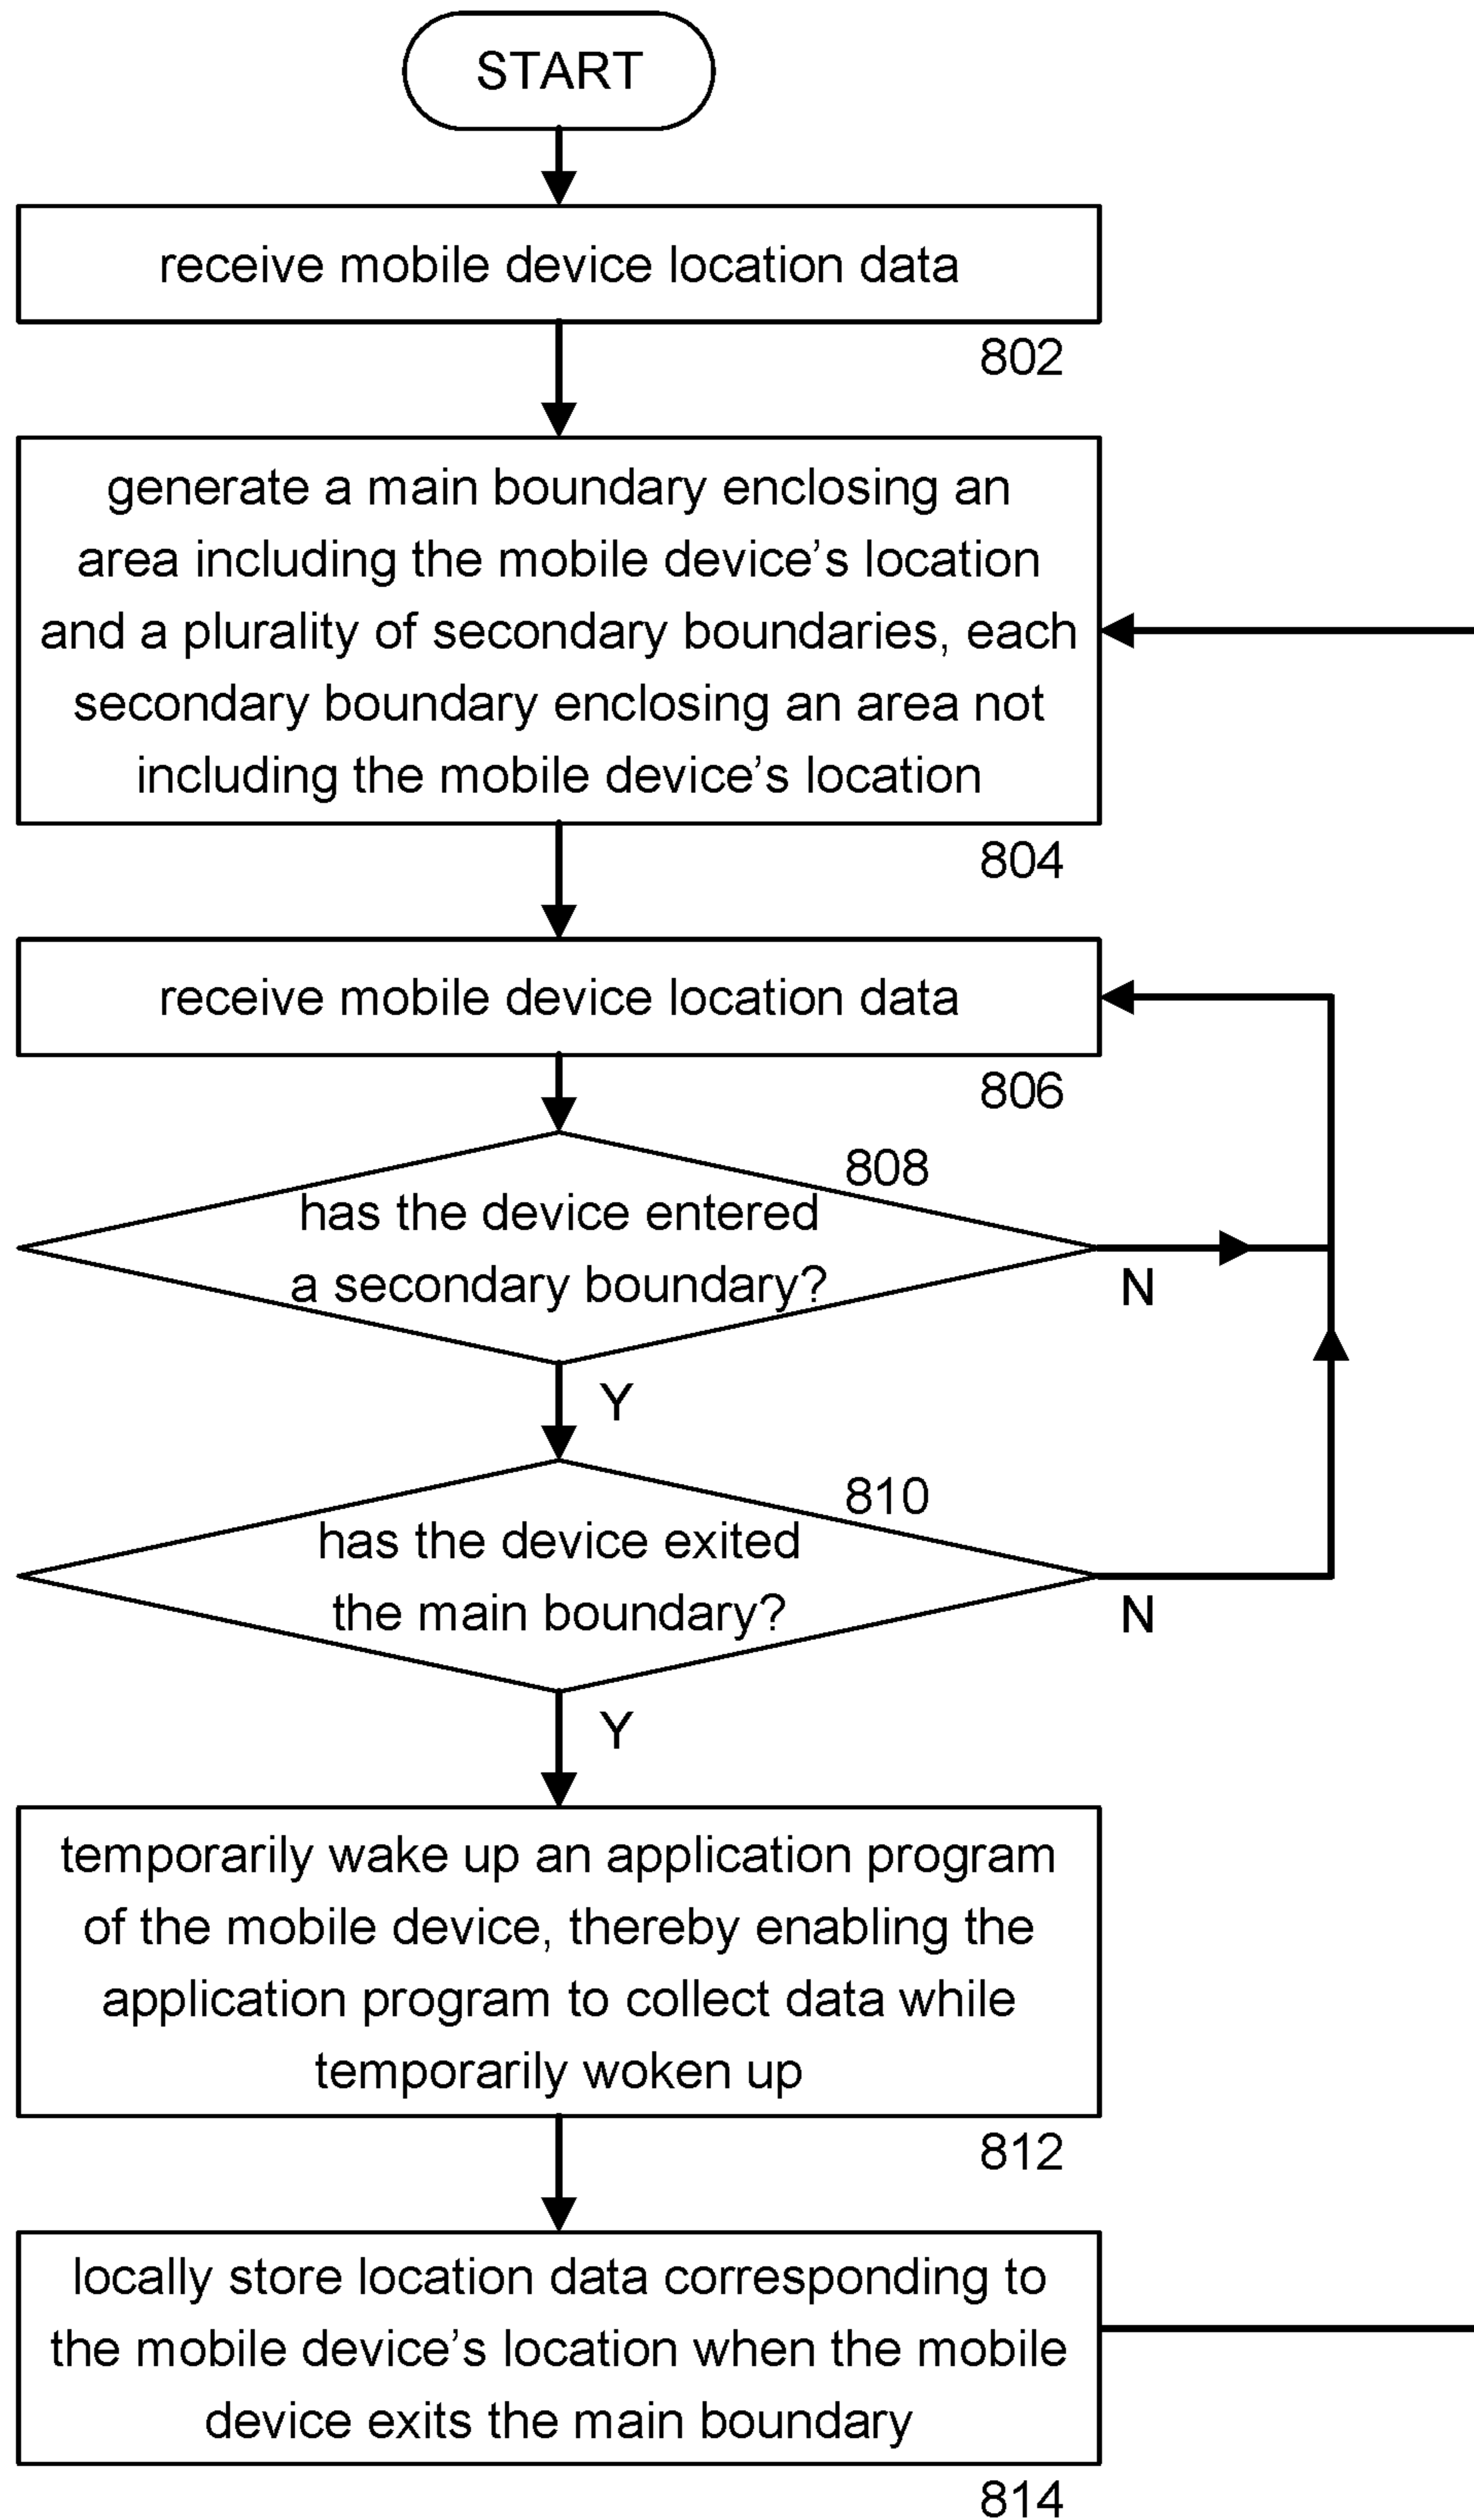 START
receive mobile device location data
802
generate a main boundary enclosing an
area including the mobile device’s location
and a plurality of secondary boundaries, each
secondary boundary enclosing an area not
including the mobile device’s location
804
receive mobile device location data
806
808
has the device entered
a secondary boundary?
N
Y
810
has the device exited
the main boundary?
N
Y
temporarily wake up an application program
of the mobile device, thereby enabling the
application program to collect data while
temporarily woken up
812
locally store location data corresponding to
the mobile device’s location when the mobile
device exits the main boundary
814